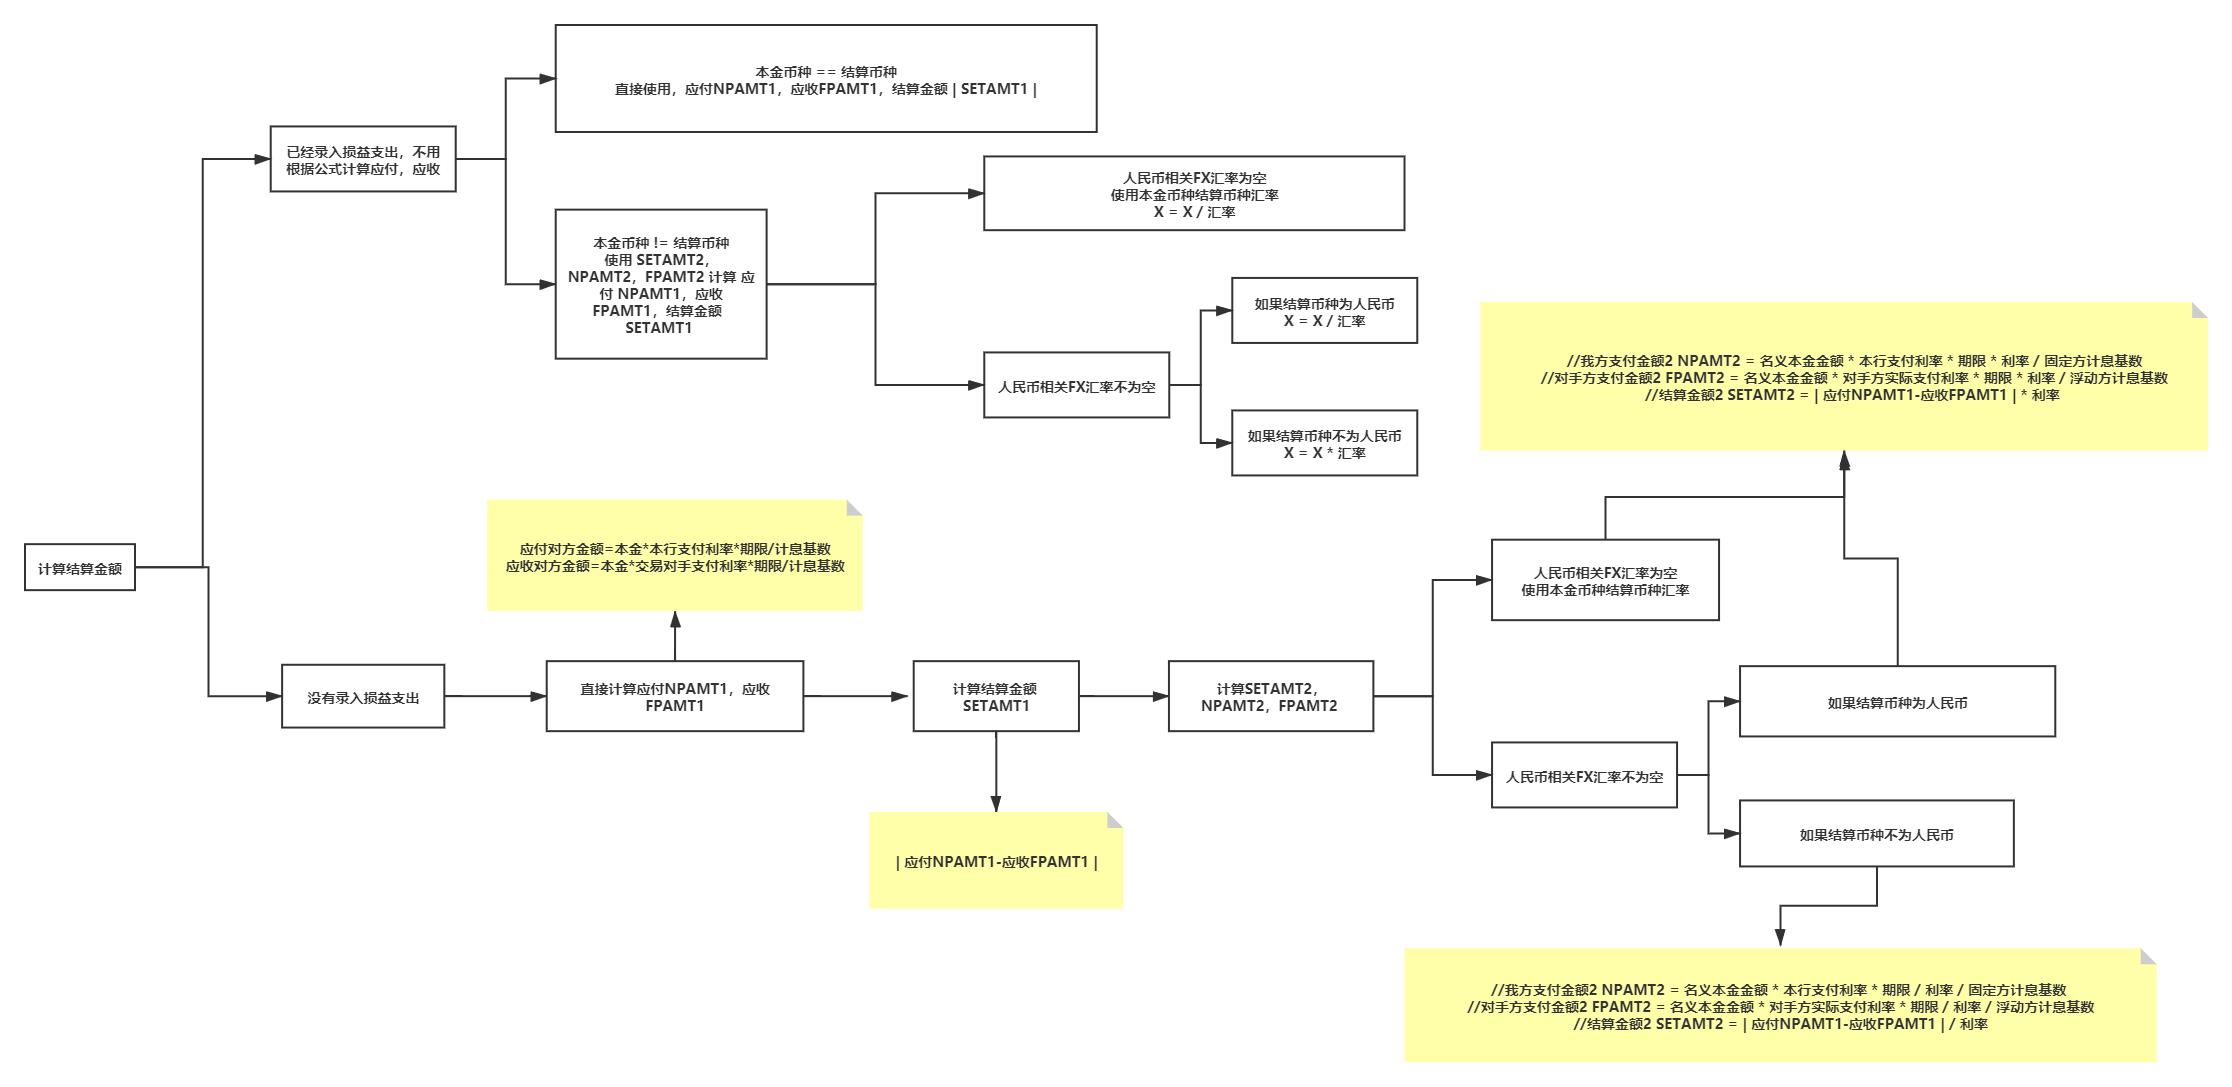 本金币种 == 结算币种
直接使用，应付NPAMT1，应收FPAMT1，结算金额 | SETAMT1 |
已经录入损益支出，不用
根据公式计算应付，应收
人民币相关FX汇率为空
使用本金币种结算币种汇率
X = X / 汇率
本金币种 != 结算币种
使用 SETAMT2，
NPAMT2，FPAMT2 计算 应
付 NPAMT1，应收
FPAMT1，结算金额
SETAMT1
如果结算币种为人民币
X = X / 汇率
人民币相关FX汇率不为空
如果结算币种不为人民币
X = X * 汇率
//我方支付金额2 NPAMT2 = 名义本金金额 * 本行支付利率 * 期限 * 利率 / 固定方计息基数
//对手方支付金额2 FPAMT2 = 名义本金金额 * 对手方实际支付利率 * 期限 * 利率 / 浮动方计息基数
//结算金额2 SETAMT2 = | 应付NPAMT1-应收FPAMT1 | * 利率
应付对方金额=本金*本行支付利率*期限/计息基数
应收对方金额=本金*交易对手支付利率*期限/计息基数
计算结算金额
人民币相关FX汇率为空
使用本金币种结算币种汇率
没有录入损益支出
直接计算应付NPAMT1，应收
FPAMT1
计算结算金额
SETAMT1
计算SETAMT2，
NPAMT2，FPAMT2
如果结算币种为人民币
人民币相关FX汇率不为空
如果结算币种不为人民币
| 应付NPAMT1-应收FPAMT1 |
//我方支付金额2 NPAMT2 = 名义本金金额 * 本行支付利率 * 期限 / 利率 / 固定方计息基数
//对手方支付金额2 FPAMT2 = 名义本金金额 * 对手方实际支付利率 * 期限 / 利率 / 浮动方计息基数
//结算金额2 SETAMT2 = | 应付NPAMT1-应收FPAMT1 | / 利率